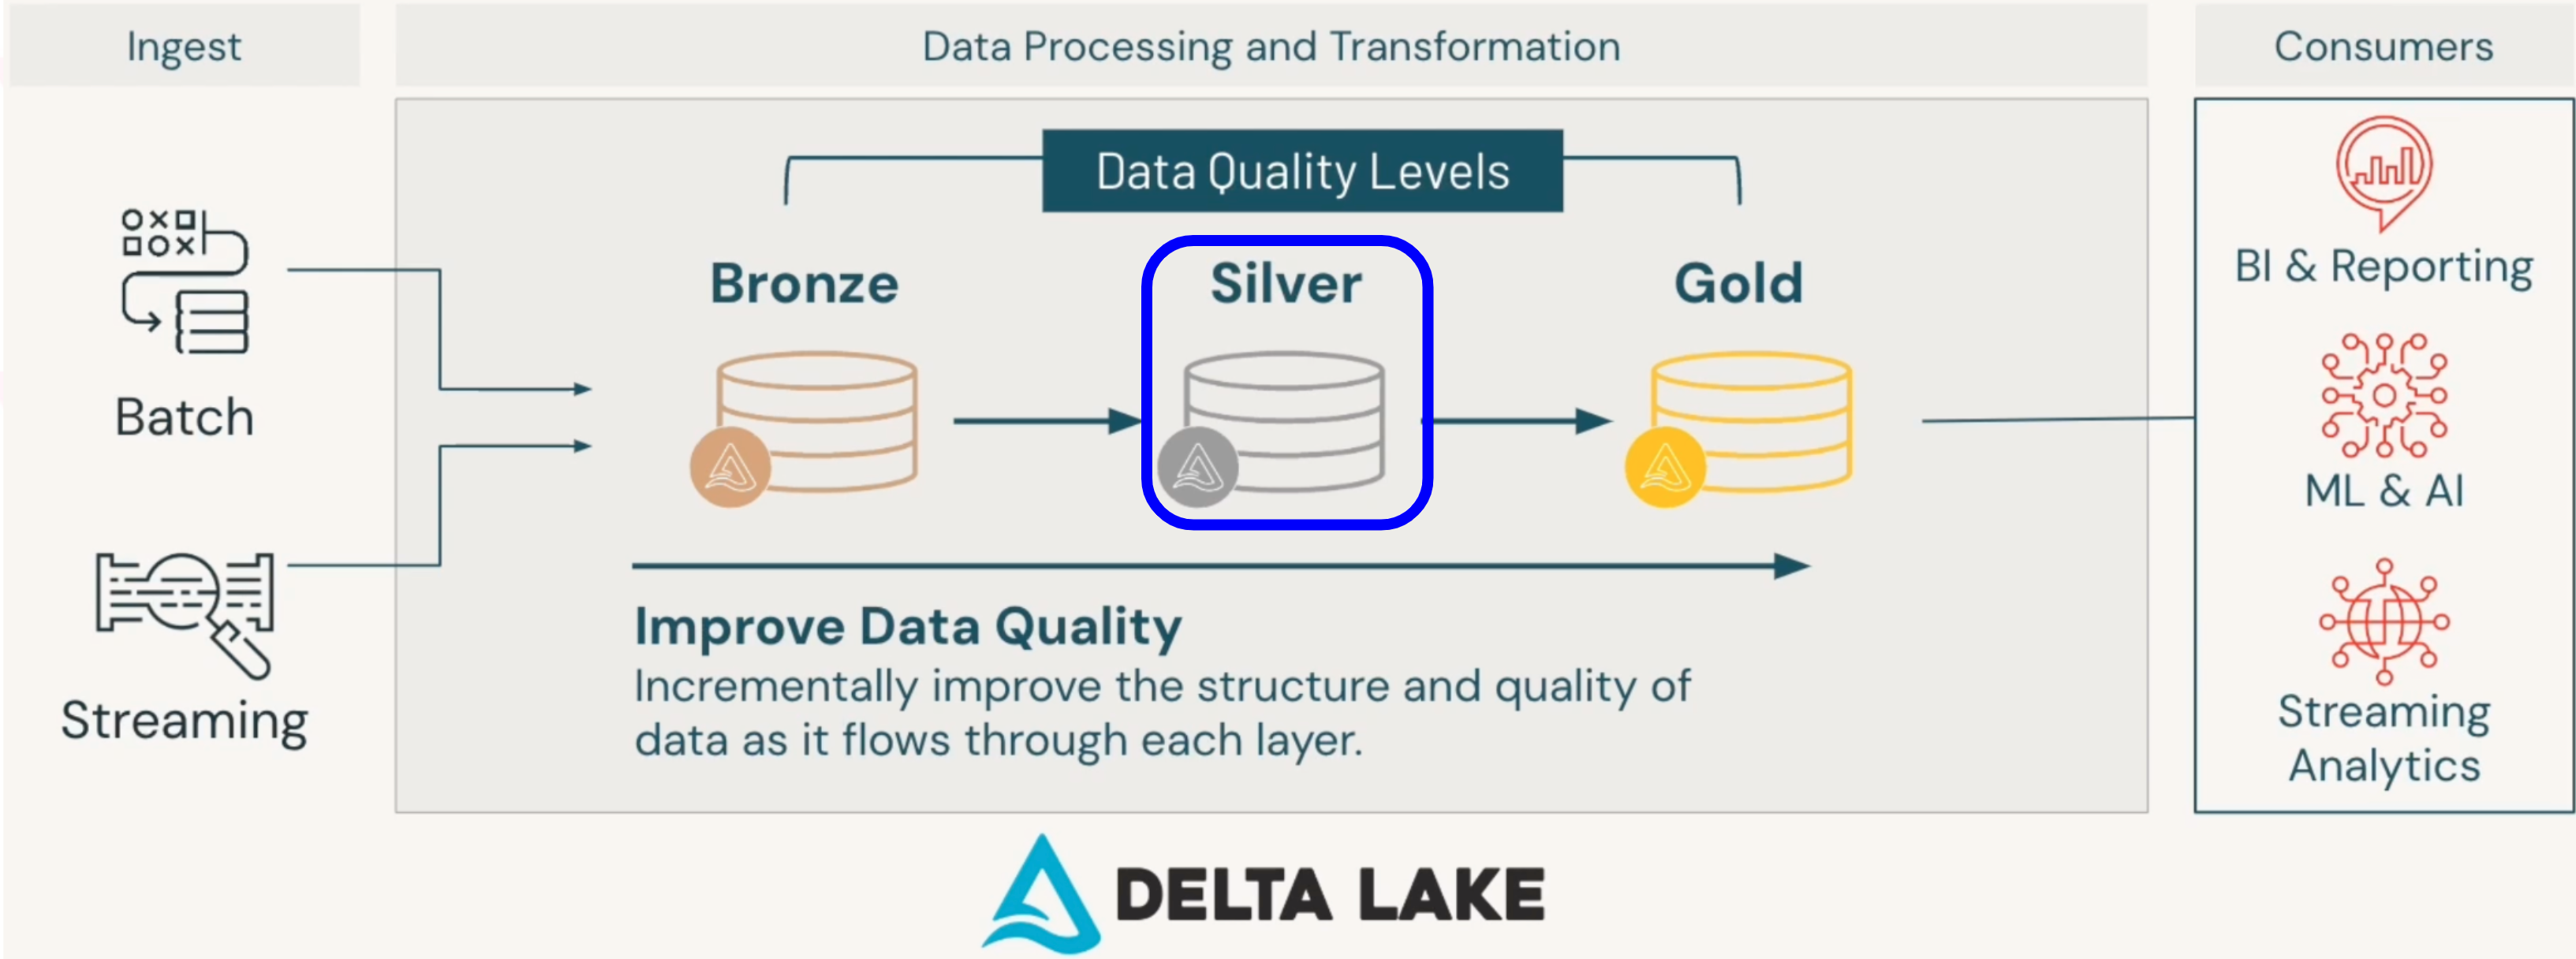 Ingest
Data Processing and Transformation
Consumers
Data Quality Levels
Bronze
Silver
Gold
Batch
Streaming
Improve Data Quality
Incrementally improve the structure and quality of
data as it flows through each layer.
BI & Reporting
ML & AI
Streaming
Analytics
DELTA LAKE